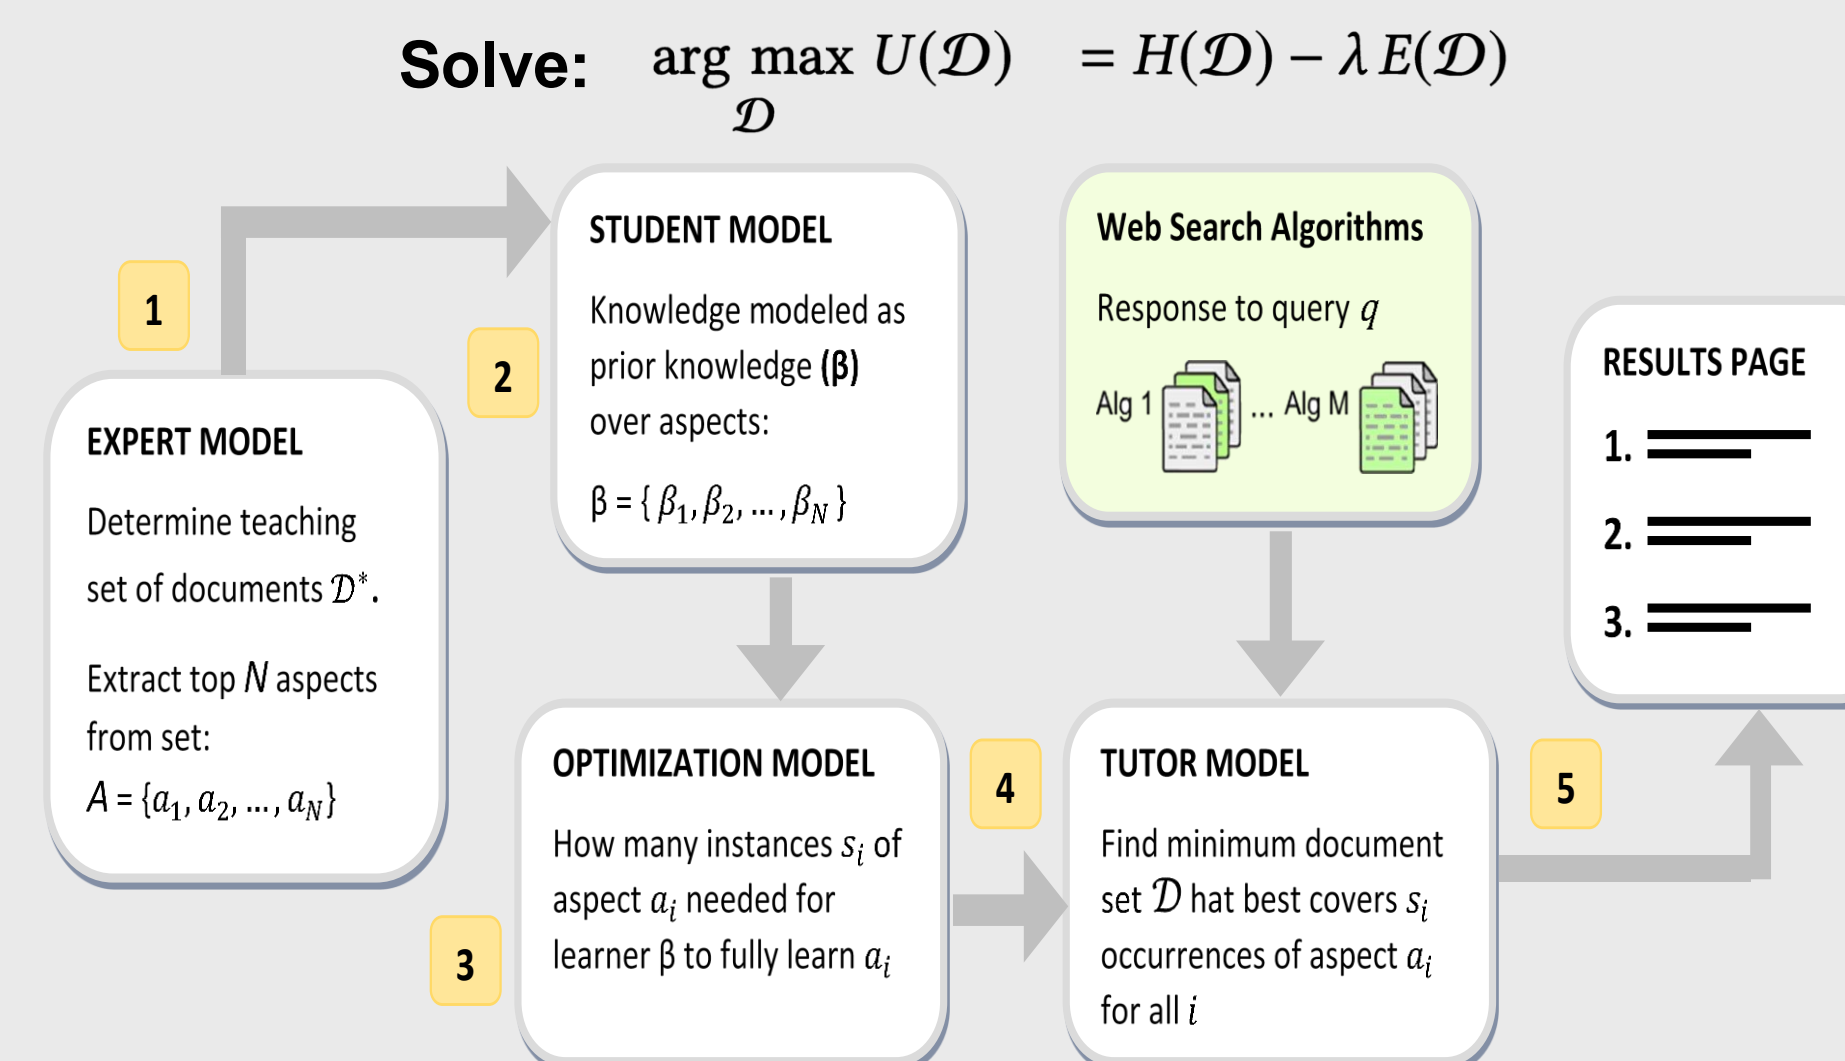 Solve: arg max U(𝒟) = H(𝒟) − λ E(𝒟)
𝒟
1
EXPERT MODEL
Determine teaching
set of documents 𝒟*.
Extract top N aspects
from set:
A = {a₁, a₂, ..., a_N}
2
STUDENT MODEL
Knowledge modeled as
prior knowledge (β)
over aspects:
β = { β₁, β₂, ..., β_N }
3
OPTIMIZATION MODEL
How many instances sᵢ of
aspect aᵢ needed for
learner β to fully learn aᵢ
Web Search Algorithms
Response to query q
Alg 1 ... Alg M
4
TUTOR MODEL
Find minimum document
set 𝒟 hat best covers sᵢ
occurrences of aspect aᵢ
for all i
5
RESULTS PAGE
1.
2.
3.